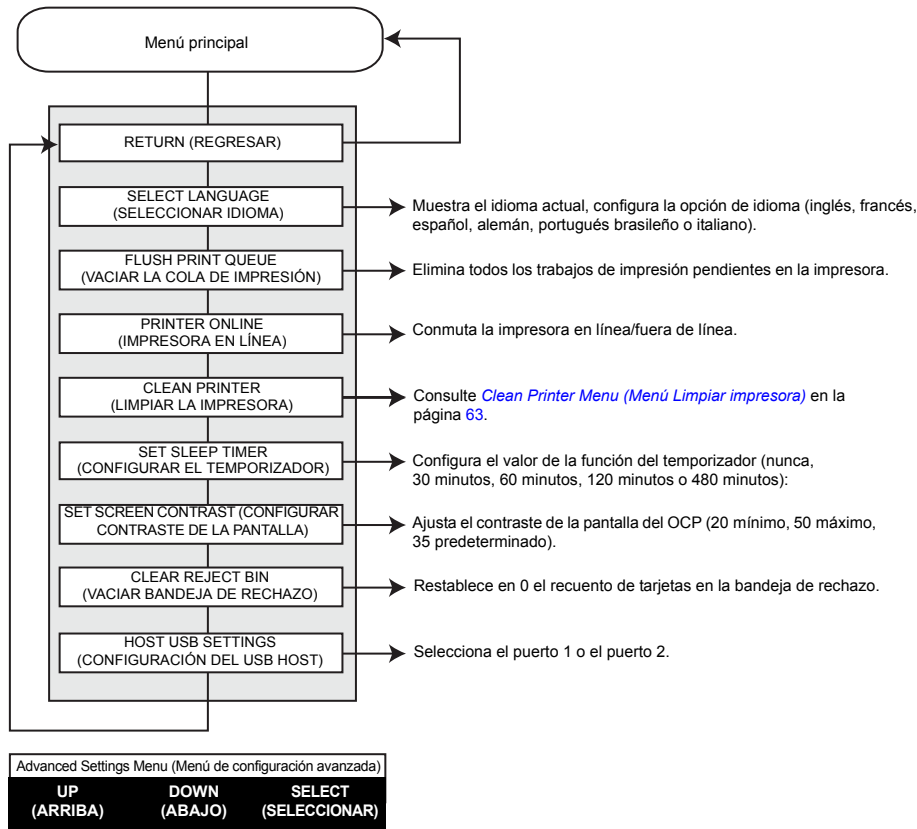 Menú principal
RETURN (REGRESAR)
SELECT LANGUAGE
(SELECCIONAR IDIOMA)
Muestra el idioma actual, configura la opción de idioma (inglés, francés,
español, alemán, portugués brasileño o italiano).
FLUSH PRINT QUEUE
(VACIAR LA COLA DE IMPRESIÓN)
Elimina todos los trabajos de impresión pendientes en la impresora.
PRINTER ONLINE
(IMPRESORA EN LÍNEA)
Conmuta la impresora en línea/fuera de línea.
CLEAN PRINTER
(LIMPIAR LA IMPRESORA)
Consulte Clean Printer Menu (Menú Limpiar impresora) en la
página 63.
SET SLEEP TIMER
(CONFIGURAR EL TEMPORIZADOR)
Configura el valor de la función del temporizador (nunca,
30 minutos, 60 minutos, 120 minutos o 480 minutos):
SET SCREEN CONTRAST (CONFIGURAR
CONTRASTE DE LA PANTALLA)
Ajusta el contraste de la pantalla del OCP (20 mínimo, 50 máximo,
35 predeterminado).
CLEAR REJECT BIN
(VACIAR BANDEJA DE RECHAZO)
Restablece en 0 el recuento de tarjetas en la bandeja de rechazo.
HOST USB SETTINGS
(CONFIGURACIÓN DEL USB HOST)
Selecciona el puerto 1 o el puerto 2.
Advanced Settings Menu (Menú de configuración avanzada)
UP DOWN SELECT
(ARRIBA) (ABAJO) (SELECCIONAR)